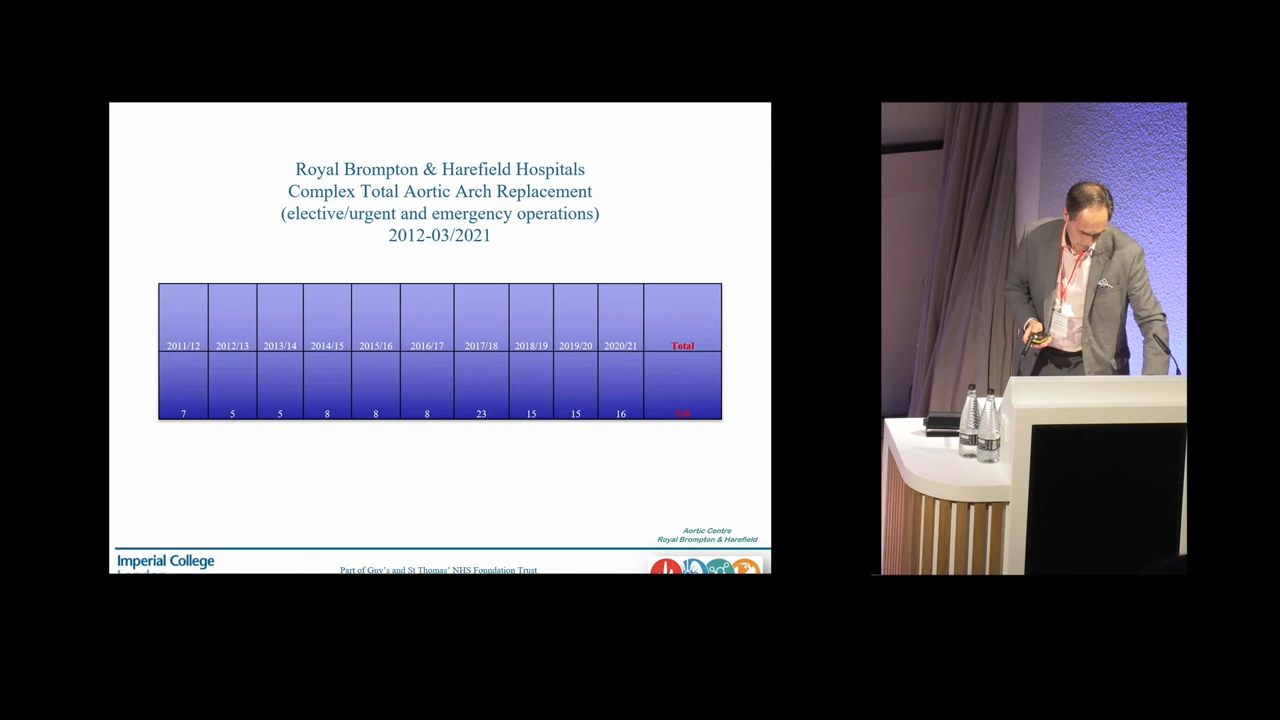 Royal Brompton & Harefield Hospitals
Complex Total Aortic Arch Replacement
(elective/urgent and emergency operations)
2012-03/2021
2011/12 2012/13 2013/14 2014/15 2015/16 2016/17 2017/18 2018/19 2019/20 2020/21 Total
7 5 5 8 8 8 23 15 15 16
Aortic Centre
Royal Brompton & Harefield
Imperial College
Part of Guy's and St Thomas' NHS Foundation Trust